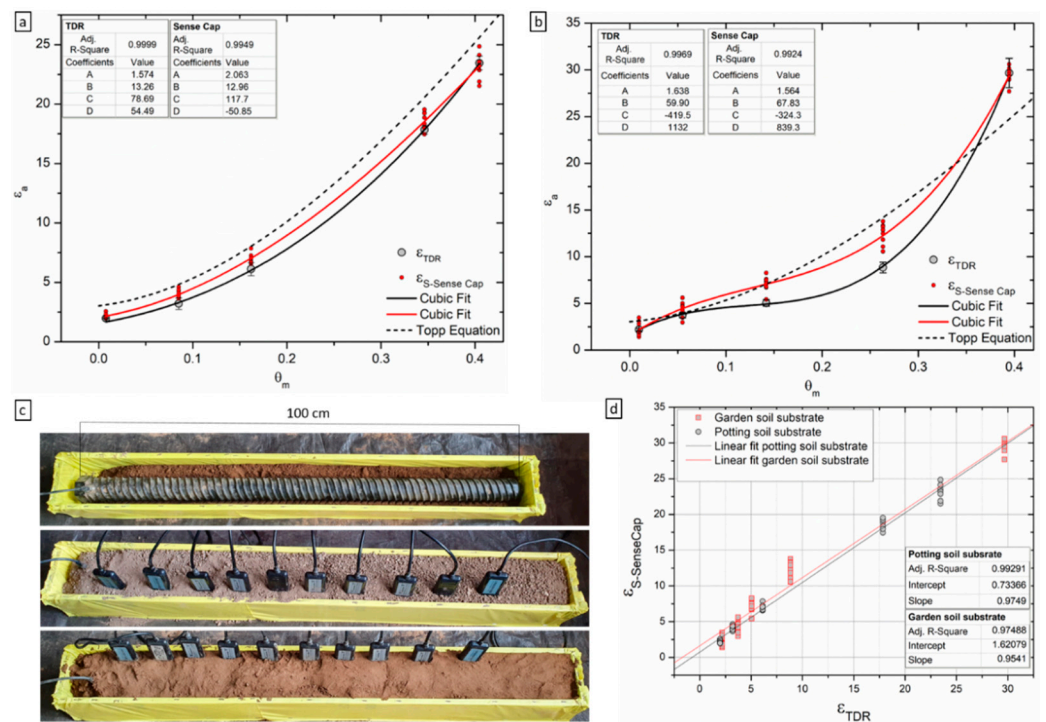 a
TDR
Adj. R-Square 0.9999
Coefficients Value
A 1.574
B 13.26
C 78.69
D 54.49
Sense Cap
Adj. R-Square 0.9949
Coefficients Value
A 2.063
B 12.96
C 117.7
D -50.85
25
20
15
10
5
0
εa
0.0 0.1 0.2 0.3 0.4
θm
εTDR
εS-Sense Cap
Cubic Fit
Cubic Fit
Topp Equation
b
TDR
Adj. R-Square 0.9969
Coefficients Value
A 1.638
B 59.90
C -419.5
D 1132
Sense Cap
Adj. R-Square 0.9924
Coefficiens Value
A 1.564
B 67.83
C -324.3
D 839.3
35
30
25
20
15
10
5
0
εa
0.0 0.1 0.2 0.3 0.4
θm
εTDR
εS-Sense Cap
Cubic Fit
Cubic Fit
Topp Equation
c
100 cm
d
35
30
25
20
15
10
5
0
εS-SenseCap
Garden soil substrate
Potting soil substrate
Linear fit potting soil substrate
Linear fit garden soil substrate
Potting soil subsrate
Adj. R-Square 0.99291
Intercept 0.73366
Slope 0.9749
Garden soil substrate
Adj. R-Square 0.97488
Intercept 1.62079
Slope 0.9541
0 5 10 15 20 25 30
εTDR